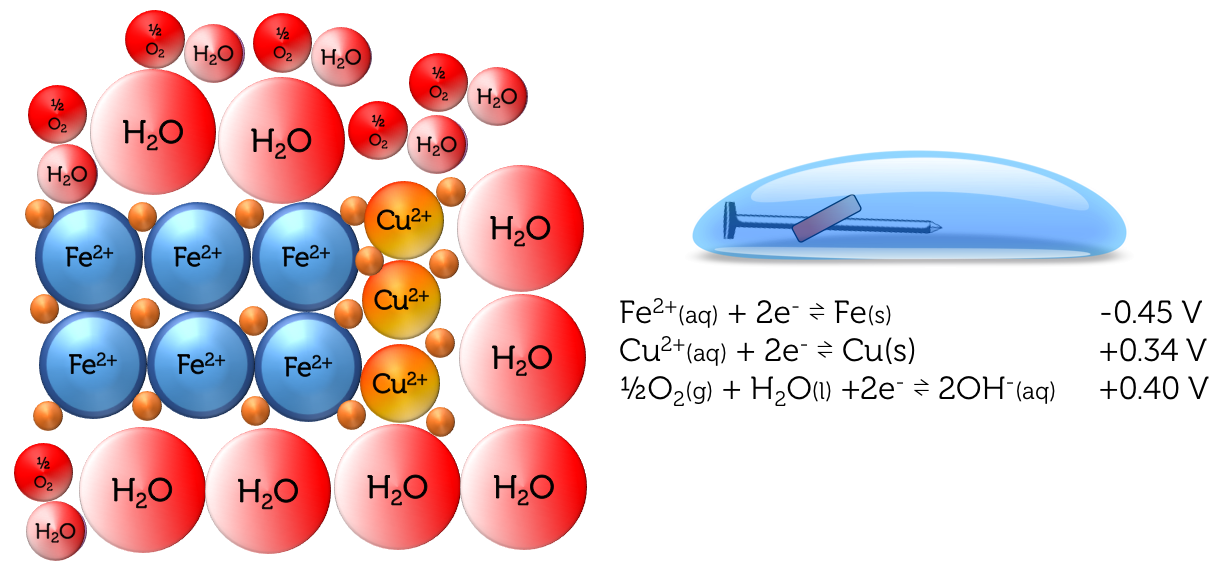 ½
O₂
H₂O
½
O₂
H₂O
½
O₂
H₂O
½
O₂
H₂O
H₂O
H₂O
½
O₂
H₂O
Cu²⁺
H₂O
Fe²⁺ Fe²⁺ Fe²⁺
Cu²⁺
Fe²⁺ Fe²⁺ Fe²⁺
Cu²⁺
H₂O
½
O₂
H₂O
H₂O H₂O H₂O H₂O
Fe²⁺(aq) + 2e⁻ ⇌ Fe(s) -0.45 V
Cu²⁺(aq) + 2e⁻ ⇌ Cu(s) +0.34 V
½O₂(g) + H₂O(l) +2e⁻ ⇌ 2OH⁻(aq) +0.40 V